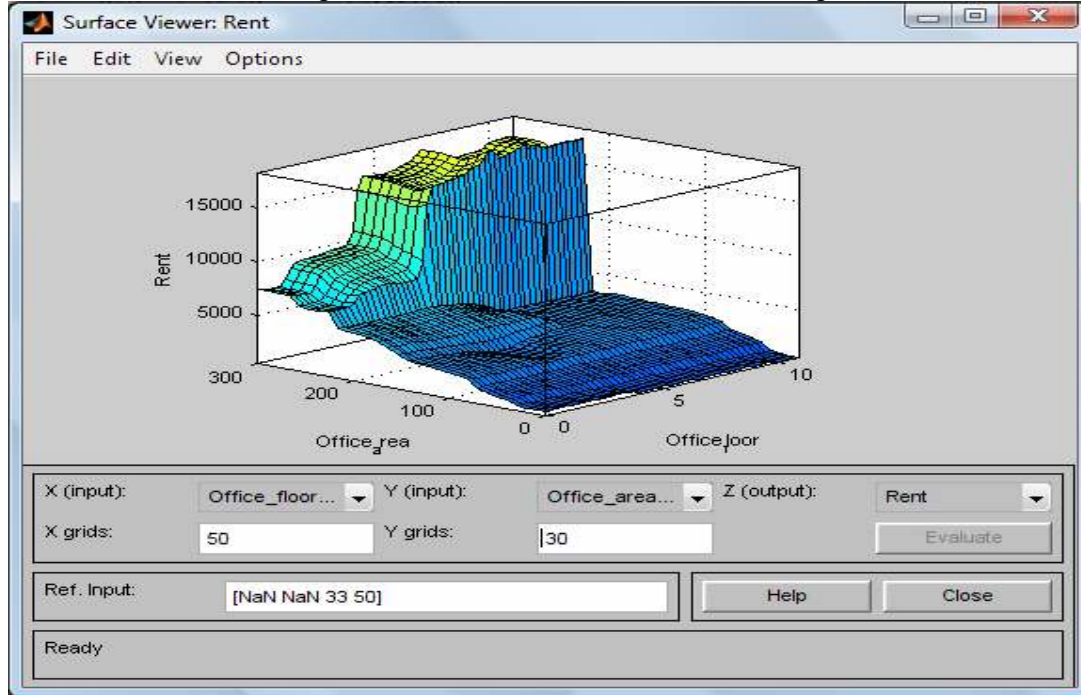 Surface Viewer: Rent
File Edit View Options
15000
10000
5000
Rent
300
200
100
0
0
5
10
Office_area
Office_floor
X (input): Office_floor... Y (input): Office_area... Z (output): Rent
X grids: 50 Y grids: 30 Evaluate
Ref. Input: [NaN NaN 33 50] Help Close
Ready